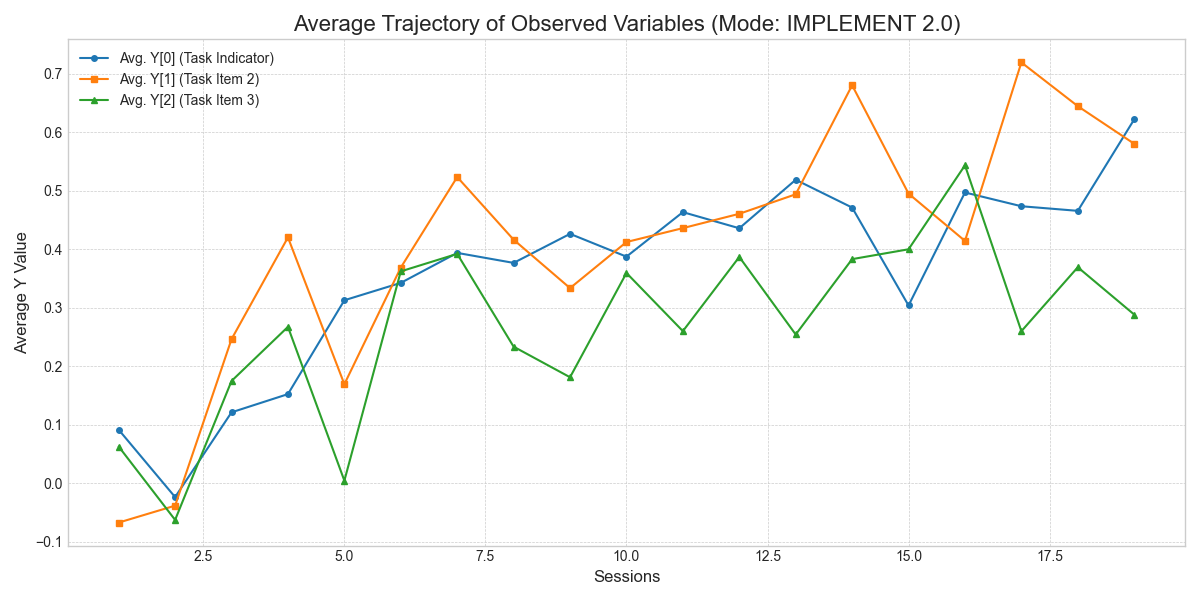 Average Trajectory of Observed Variables (Mode: IMPLEMENT 2.0)
Avg. Y[0] (Task Indicator)
Avg. Y[1] (Task Item 2)
Avg. Y[2] (Task Item 3)
Average Y Value
0.7
0.6
0.5
0.4
0.3
0.2
0.1
0.0
−0.1
2.5 5.0 7.5 10.0 12.5 15.0 17.5
Sessions